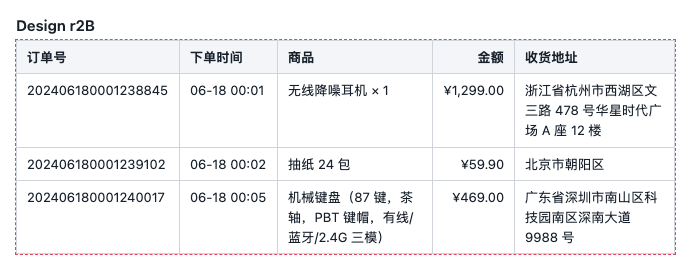 Design r2B
订单号 下单时间 商品 金额 收货地址
202406180001238845 06-18 00:01 无线降噪耳机 × 1 ¥1,299.00 浙江省杭州市西湖区文
三路 478 号华星时代广
场 A 座 12 楼
202406180001239102 06-18 00:02 抽纸 24 包 ¥59.90 北京市朝阳区
202406180001240017 06-18 00:05 机械键盘（87 键，茶 ¥469.00 广东省深圳市南山区科
轴，PBT 键帽，有线/ 技园南区深南大道
蓝牙/2.4G 三模） 9988 号